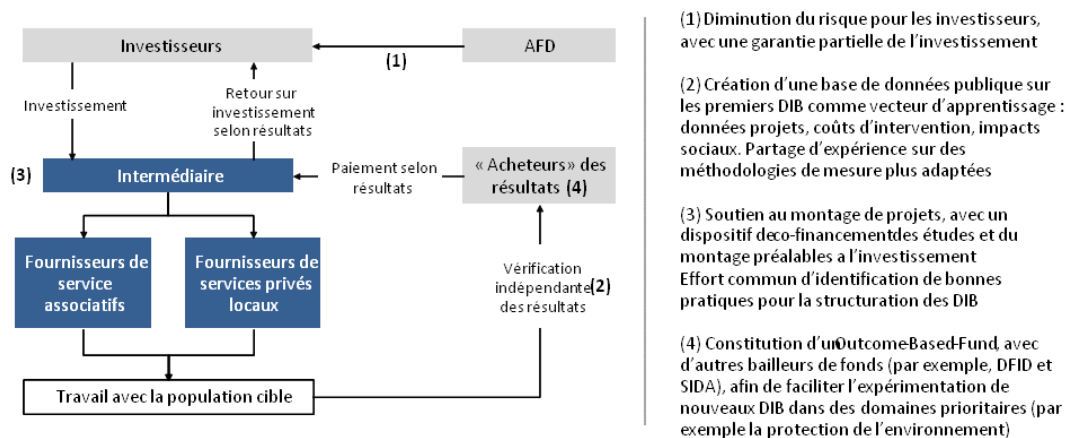 Investisseurs
AFD
(1)
Investissement
Retour sur
investissement
selon résultats
(3)
Intermédiaire
Paiement selon
résultats
« Acheteurs» des
résultats (4)
Fournisseurs de
service
associatifs
Fournisseurs de
services privés
locaux
Vérification
indépendante(2)
des résultats
Travail avec la population cible
(1) Diminution du risque pour les investisseurs,
avec une garantie partielle de l’investissement
(2) Création d’une base de données publique sur
les premiers DIB comme vecteur d’apprentissage :
données projets, coûts d’intervention, impacts
sociaux. Partage d’expérience sur des
méthodologies de mesure plus adaptées
(3) Soutien au montage de projets, avec un
dispositif deco-financementdes études et du
montage préalables a l’investissement
Effort commun d’identification de bonnes
pratiques pour la structuration des DIB
(4) Constitution d’unOutcome-Based-Fund, avec
d’autres bailleurs de fonds (par exemple, DFID et
SIDA), afin de faciliter l’expérimentation de
nouveaux DIB dans des domaines prioritaires (par
exemple la protection de l’environnement)